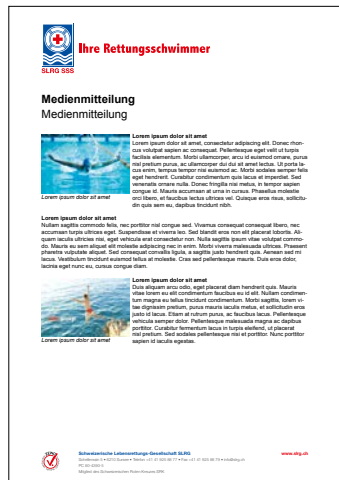 SLRG SSS
Ihre Rettungsschwimmer
Medienmitteilung
Medienmitteilung
Lorem ipsum dolor sit amet
Lorem ipsum dolor sit amet, consectetur adipiscing elit. Donec rhon-
cus volutpat sapien ac consequat. Pellentesque eget velit ut turpis
facilisis elementum. Morbi ullamcorper, arcu id euismod ornare, purus
nisl pretium purus, ac ullamcorper dui dui sit amet lectus. Ut porta la-
cus enim, tempus tempor nisi euismod ac. Morbi sodales semper felis
eget hendrerit. Curabitur condimentum quis lacus at imperdiet. Sed
venenatis ornare nulla. Donec fringilla nisi metus, in tempor sapien
congue id. Mauris accumsan at urna in cursus. Phasellus molestie
orci libero, et faucibus lectus ultrices vel. Quisque eros risus, sollicitu-
din quis sem eu, dapibus tincidunt nibh.
Lorem ipsum dolor sit amet
Lorem ipsum dolor sit amet
Nullam sagittis commodo felis, nec porttitor nisl congue sed. Vivamus consequat consequat libero, nec
accumsan turpis ultrices eget. Suspendisse et viverra leo. Sed blandit eros non elit placerat lobortis. Ali-
quam iaculis ultricies nisi, eget vehicula erat consectetur non. Nulla sagittis ipsum vitae volutpat commo-
do. Mauris eu sem aliquet elit molestie adipiscing nec in enim. Morbi viverra malesuada ultrices. Praesent
pharetra vulputate aliquet. Sed consequat convallis ligula, a sagittis justo hendrerit quis. Aenean sed mi
lacus. Vestibulum tincidunt euismod tellus at molestie. Cras sed pellentesque mauris. Duis eros dolor,
lacinia eget nunc eu, cursus congue diam.
Lorem ipsum dolor sit amet
Duis aliquam arcu odio, eget placerat diam hendrerit quis. Mauris
vitae lorem eu elit condimentum faucibus eu id elit. Nullam condimen-
tum magna eu tellus tincidunt condimentum. Morbi sagittis, lorem vi-
tae dignissim pretium, purus mauris iaculis metus, et sollicitudin eros
justo id lacus. Etiam at rutrum purus, ac faucibus lacus. Pellentesque
vehicula semper dolor. Pellentesque malesuada magna ac dapibus
porttitor. Curabitur fermentum lacus in turpis eleifend, ut placerat
nisl pretium. Sed sodales pellentesque nisi et porttitor. Nunc porttitor
sapien id iaculis egestas.
Lorem ipsum dolor sit amet
Schweizerische Lebensrettungs-Gesellschaft SLRG
www.slrg.ch
Mitglied des Schweizerischen Roten Kreuzes SRK